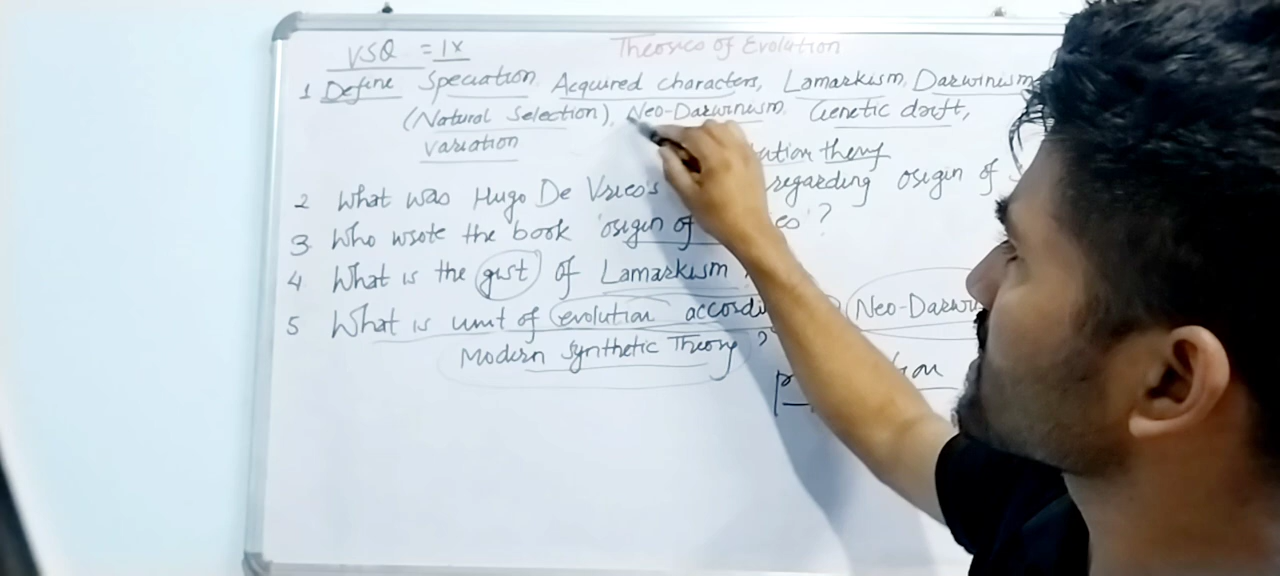 VSQ = 1x
Theories of Evolution
1 Define Speciation, Acquired characters, Lamarkism, Darwinism
(Natural Selection), Neo-Darwinism, Genetic drift,
variation
theory
2 What was Hugo De Vries's regarding origin of
3. Who wrote the book 'origin of ?
4 What is the gist of Lamarkism
5 What is unit of evolution Neo-Darwin
Modern Synthetic Theory ?